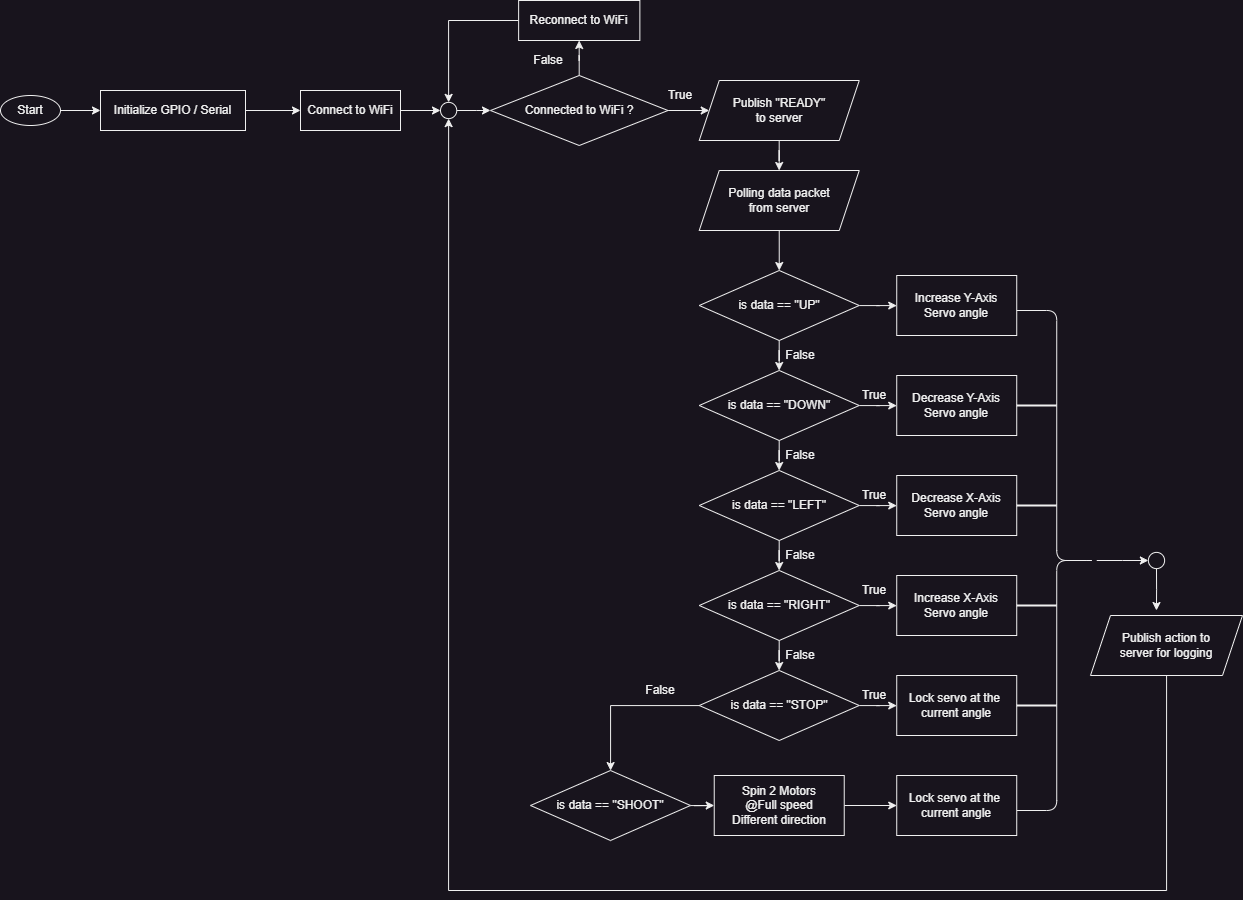 Reconnect to WiFi
False
Start
Initialize GPIO / Serial
Connect to WiFi
Connected to WiFi ?
True
Publish "READY"
to server
Polling data packet
from server
is data == "UP"
Increase Y-Axis
Servo angle
False
is data == "DOWN"
True
Decrease Y-Axis
Servo angle
False
is data == "LEFT"
True
Decrease X-Axis
Servo angle
False
is data == "RIGHT"
True
Increase X-Axis
Servo angle
False
Publish action to
server for logging
False
is data == "STOP"
True
Lock servo at the
current angle
is data == "SHOOT"
Spin 2 Motors
@Full speed
Different direction
Lock servo at the
current angle